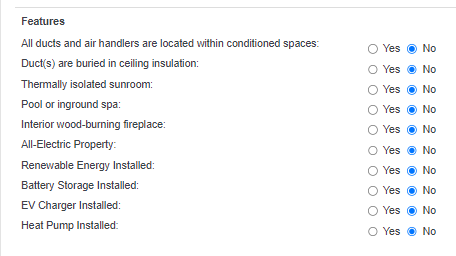 Features
All ducts and air handlers are located within conditioned spaces: Yes No
Duct(s) are buried in ceiling insulation: Yes No
Thermally isolated sunroom: Yes No
Pool or inground spa: Yes No
Interior wood-burning fireplace: Yes No
All-Electric Property: Yes No
Renewable Energy Installed: Yes No
Battery Storage Installed: Yes No
EV Charger Installed: Yes No
Heat Pump Installed: Yes No